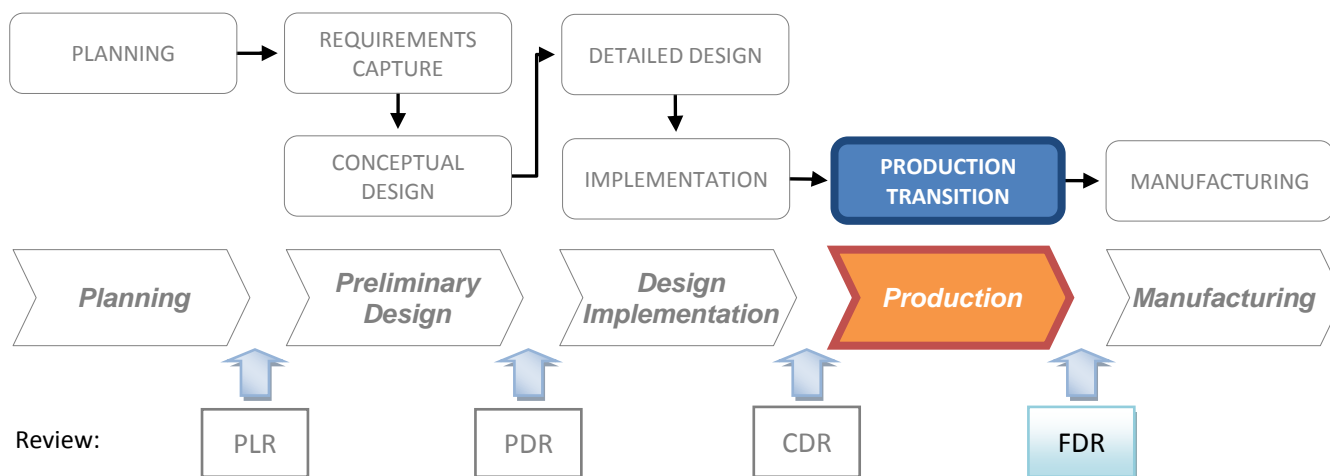 PLANNING
REQUIREMENTS
CAPTURE
DETAILED DESIGN
CONCEPTUAL
DESIGN
IMPLEMENTATION
PRODUCTION
TRANSITION
MANUFACTURING
Planning
Preliminary
Design
Design
Implementation
Production
Manufacturing
Review:
PLR
PDR
CDR
FDR